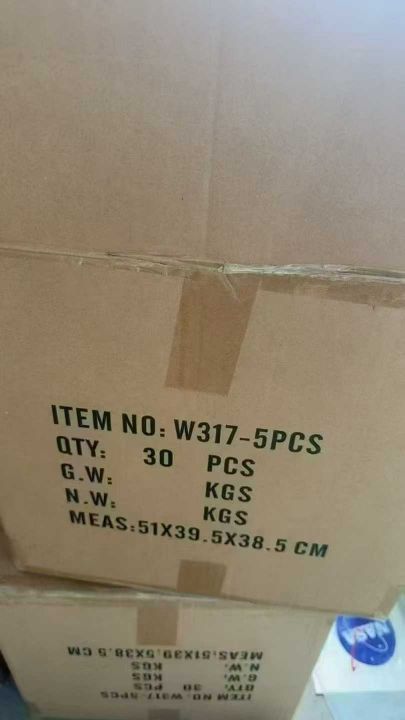 ITEM NO: W317-5PCS
QTY: 30 PCS
G.W: KGS
N.W: KGS
MEAS:51X39.5X38.5 CM
ITEM NO: W317-5PCS
QTY: 30 PCS
G.W. KGS
N.W. KGS
MEAS:51X39.5X38.5 CM
NASA